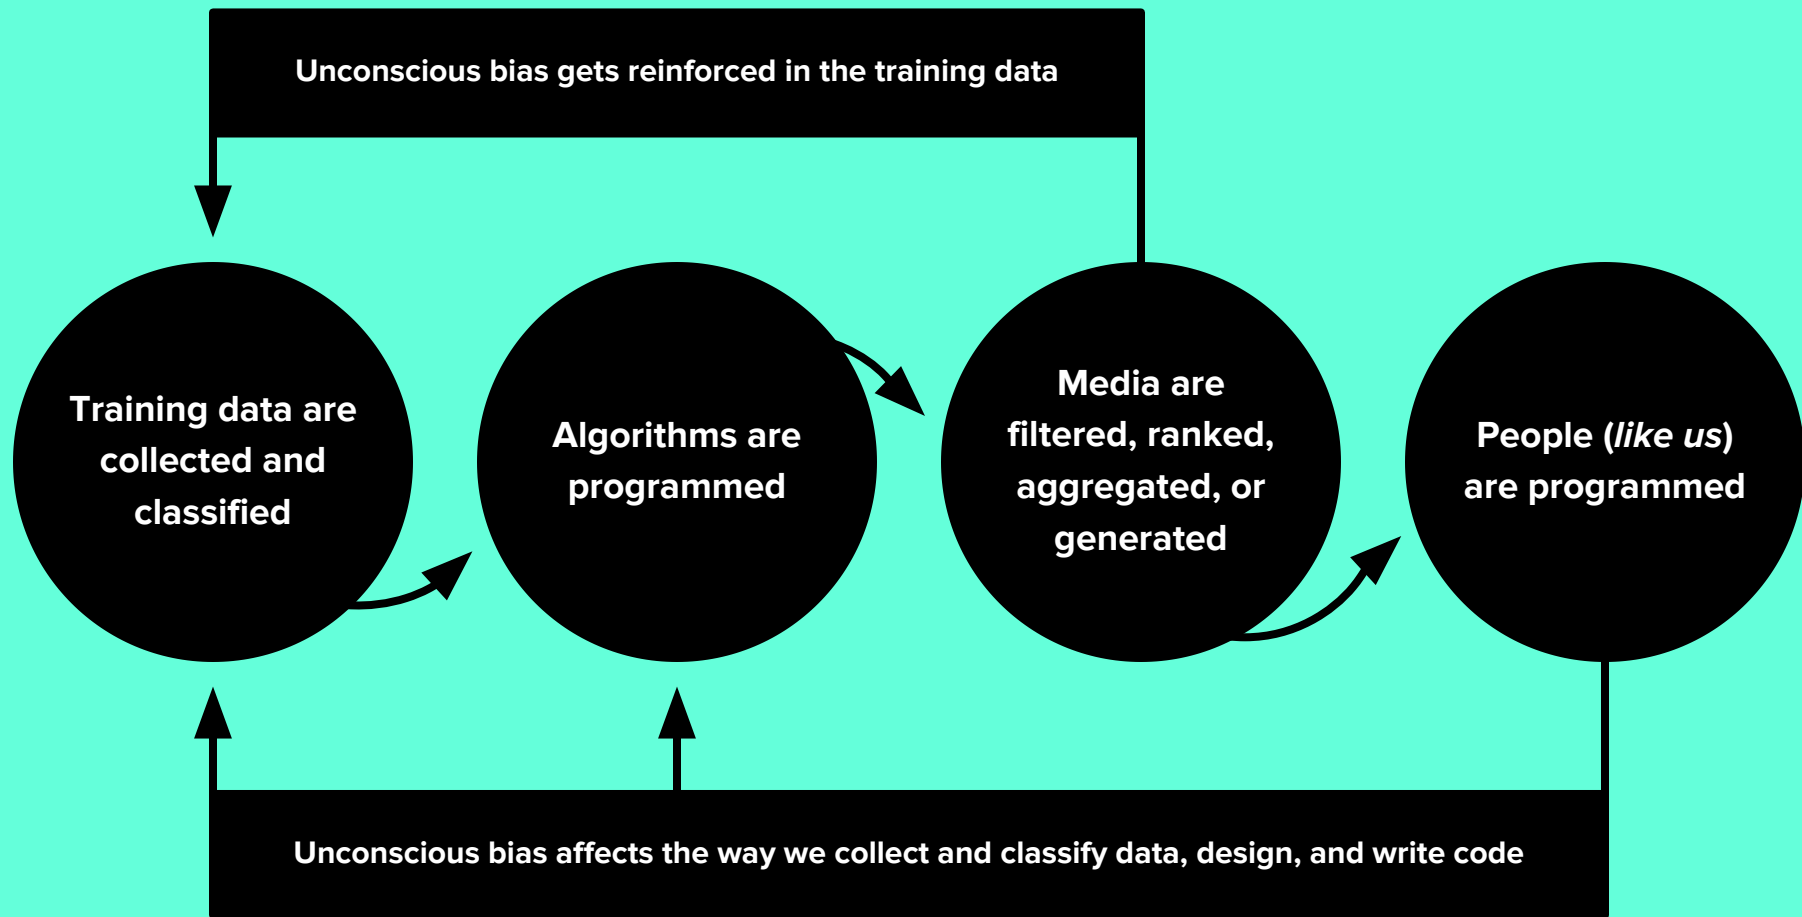 Unconscious bias gets reinforced in the training data
Training data are
collected and
classified
Algorithms are
programmed
Media are
filtered, ranked,
aggregated, or
generated
People (like us)
are programmed
Unconscious bias affects the way we collect and classify data, design, and write code